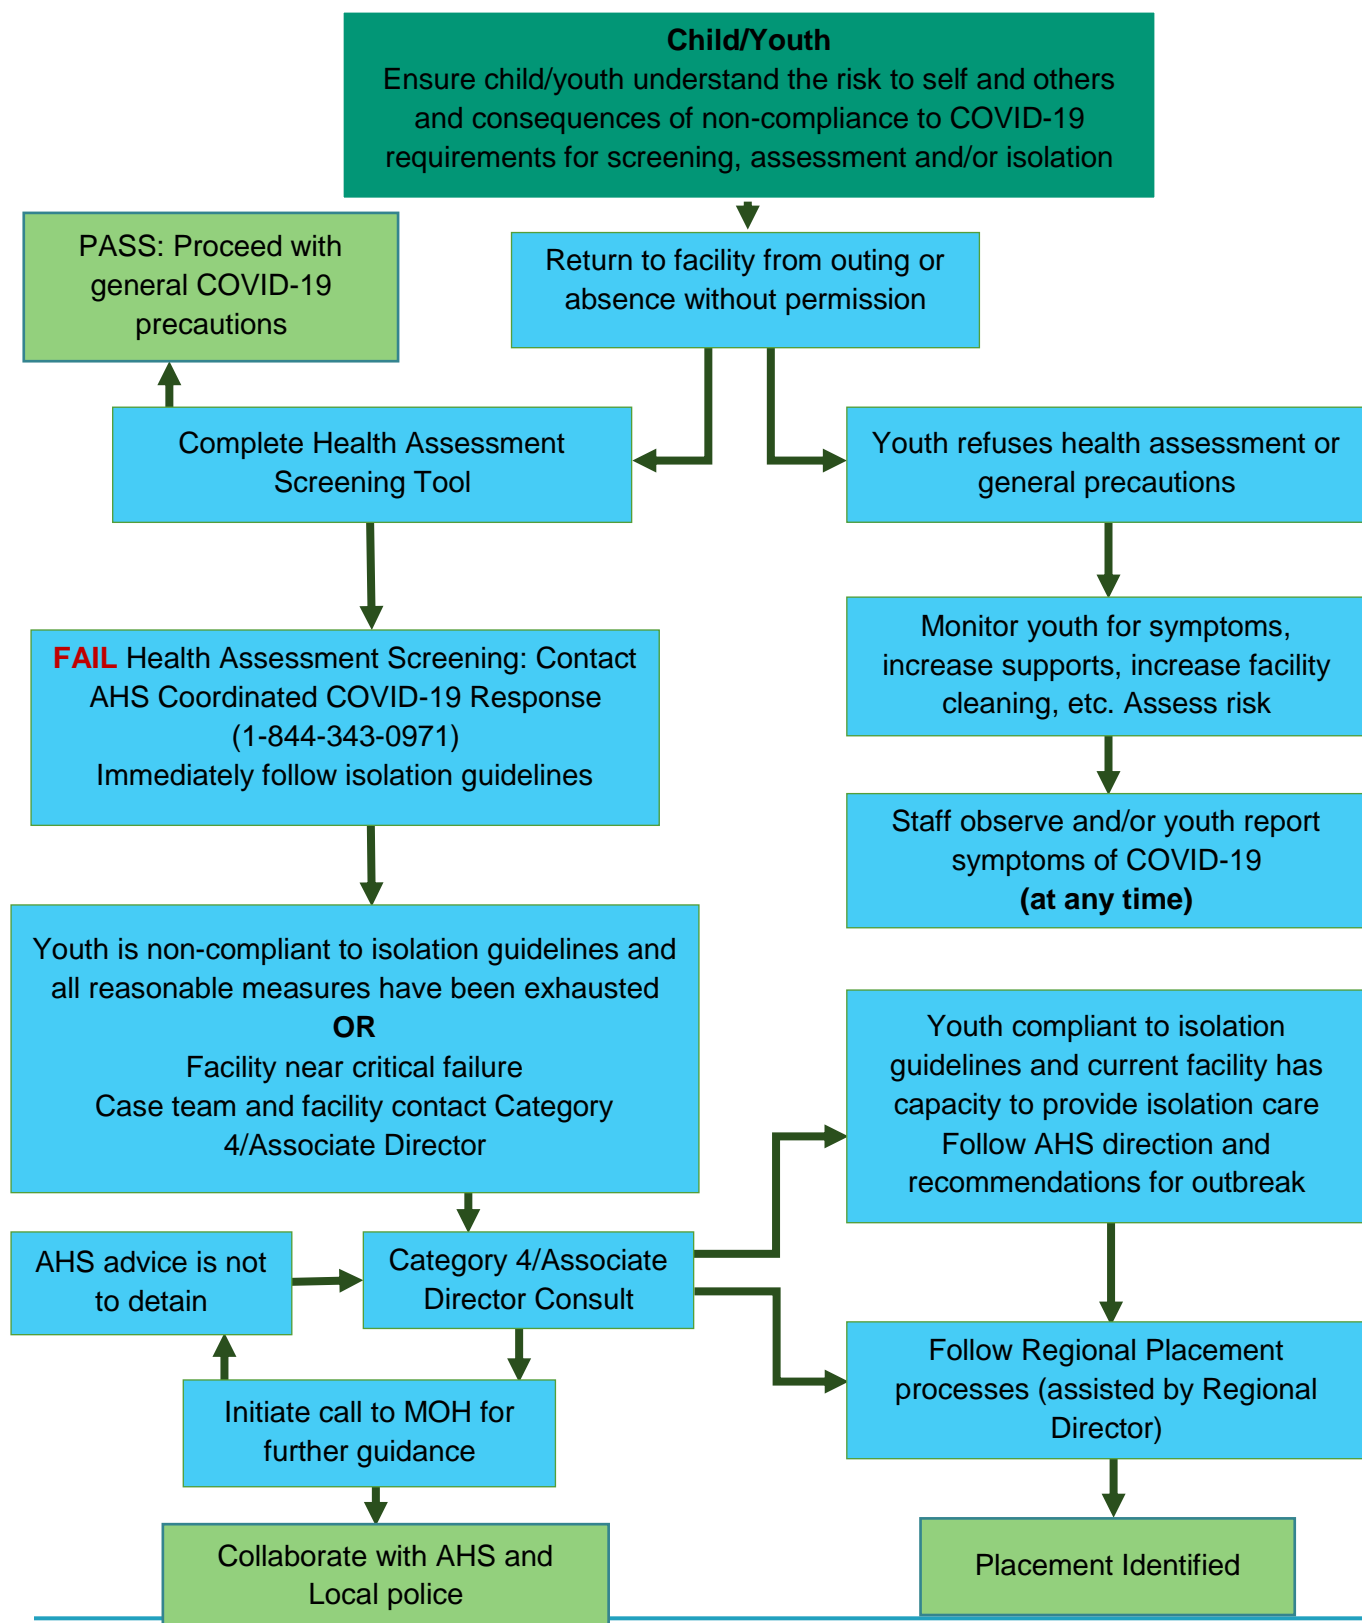 Child/Youth
Ensure child/youth understand the risk to self and others
and consequences of non-compliance to COVID-19
requirements for screening, assessment and/or isolation
PASS: Proceed with
general COVID-19
precautions
Return to facility from outing or
absence without permission
Complete Health Assessment
Screening Tool
Youth refuses health assessment or
general precautions
FAIL Health Assessment Screening: Contact
AHS Coordinated COVID-19 Response
(1-844-343-0971)
Immediately follow isolation guidelines
Monitor youth for symptoms,
increase supports, increase facility
cleaning, etc. Assess risk
Staff observe and/or youth report
symptoms of COVID-19
(at any time)
Youth is non-compliant to isolation guidelines and
all reasonable measures have been exhausted
OR
Facility near critical failure
Case team and facility contact Category
4/Associate Director
Youth compliant to isolation
guidelines and current facility has
capacity to provide isolation care
Follow AHS direction and
recommendations for outbreak
AHS advice is not
to detain
Category 4/Associate
Director Consult
Follow Regional Placement
processes (assisted by Regional
Director)
Initiate call to MOH for
further guidance
Collaborate with AHS and
Local police
Placement Identified